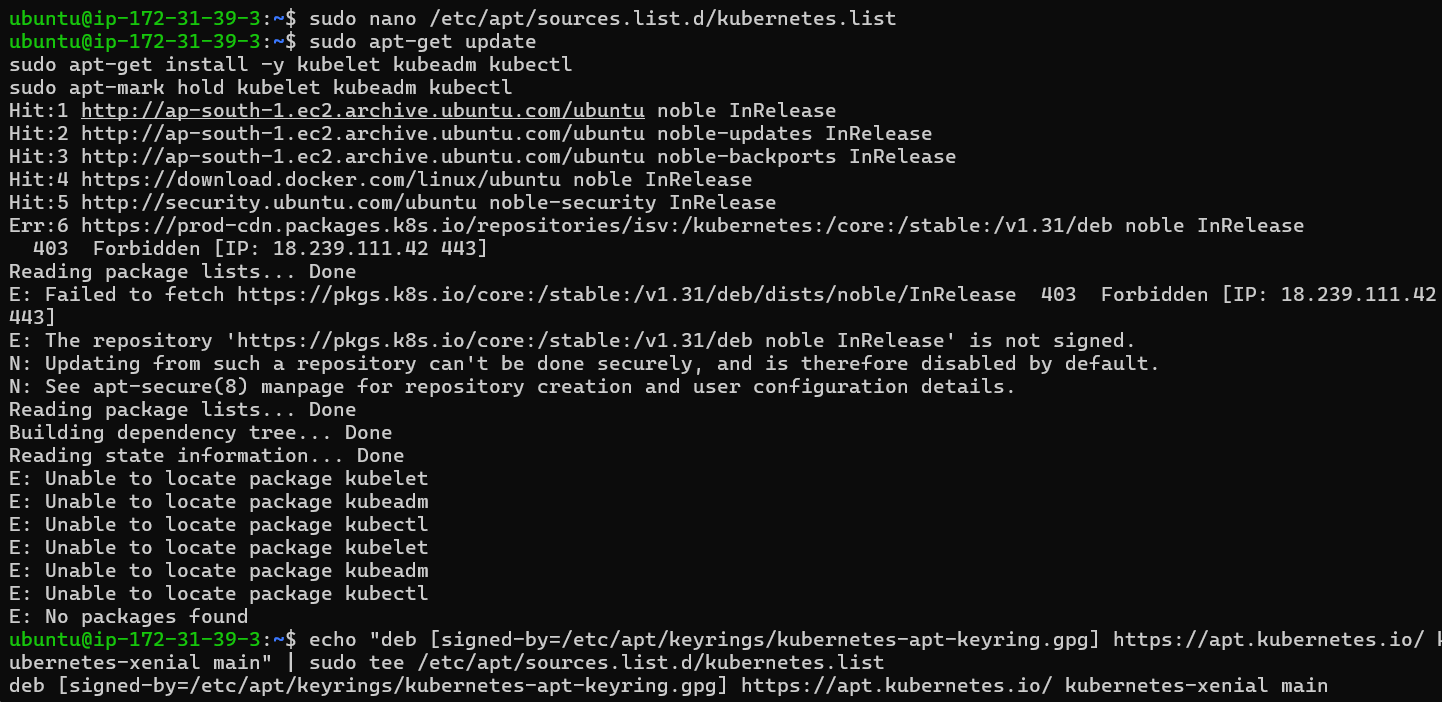 ubuntu@ip-172-31-39-3:~$ sudo nano /etc/apt/sources.list.d/kubernetes.list
ubuntu@ip-172-31-39-3:~$ sudo apt-get update
sudo apt-get install -y kubelet kubeadm kubectl
sudo apt-mark hold kubelet kubeadm kubectl
Hit:1 http://ap-south-1.ec2.archive.ubuntu.com/ubuntu noble InRelease
Hit:2 http://ap-south-1.ec2.archive.ubuntu.com/ubuntu noble-updates InRelease
Hit:3 http://ap-south-1.ec2.archive.ubuntu.com/ubuntu noble-backports InRelease
Hit:4 https://download.docker.com/linux/ubuntu noble InRelease
Hit:5 http://security.ubuntu.com/ubuntu noble-security InRelease
Err:6 https://prod-cdn.packages.k8s.io/repositories/isv:/kubernetes:/core:/stable:/v1.31/deb noble InRelease
  403  Forbidden [IP: 18.239.111.42 443]
Reading package lists... Done
E: Failed to fetch https://pkgs.k8s.io/core:/stable:/v1.31/deb/dists/noble/InRelease  403  Forbidden [IP: 18.239.111.42
443]
E: The repository 'https://pkgs.k8s.io/core:/stable:/v1.31/deb noble InRelease' is not signed.
N: Updating from such a repository can't be done securely, and is therefore disabled by default.
N: See apt-secure(8) manpage for repository creation and user configuration details.
Reading package lists... Done
Building dependency tree... Done
Reading state information... Done
E: Unable to locate package kubelet
E: Unable to locate package kubeadm
E: Unable to locate package kubectl
E: Unable to locate package kubelet
E: Unable to locate package kubeadm
E: Unable to locate package kubectl
E: No packages found
ubuntu@ip-172-31-39-3:~$ echo "deb [signed-by=/etc/apt/keyrings/kubernetes-apt-keyring.gpg] https://apt.kubernetes.io/ k
ubernetes-xenial main" | sudo tee /etc/apt/sources.list.d/kubernetes.list
deb [signed-by=/etc/apt/keyrings/kubernetes-apt-keyring.gpg] https://apt.kubernetes.io/ kubernetes-xenial main